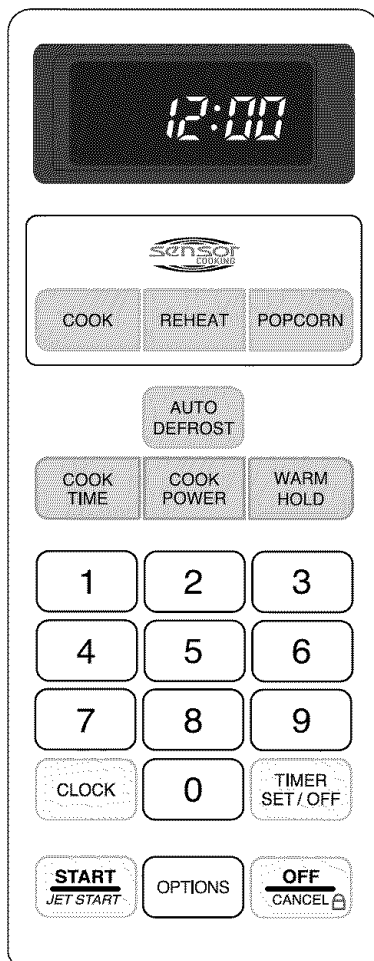 12:00
sensor
COOKING
COOK REHEAT POPCORN
AUTO
DEFROST
COOK
TIME
COOK
POWER
WARM
HOLD
1 2 3
4 5 6
7 8 9
CLOCK 0 TIMER
SET / OFF
START
JET START
OPTIONS
OFF
CANCEL